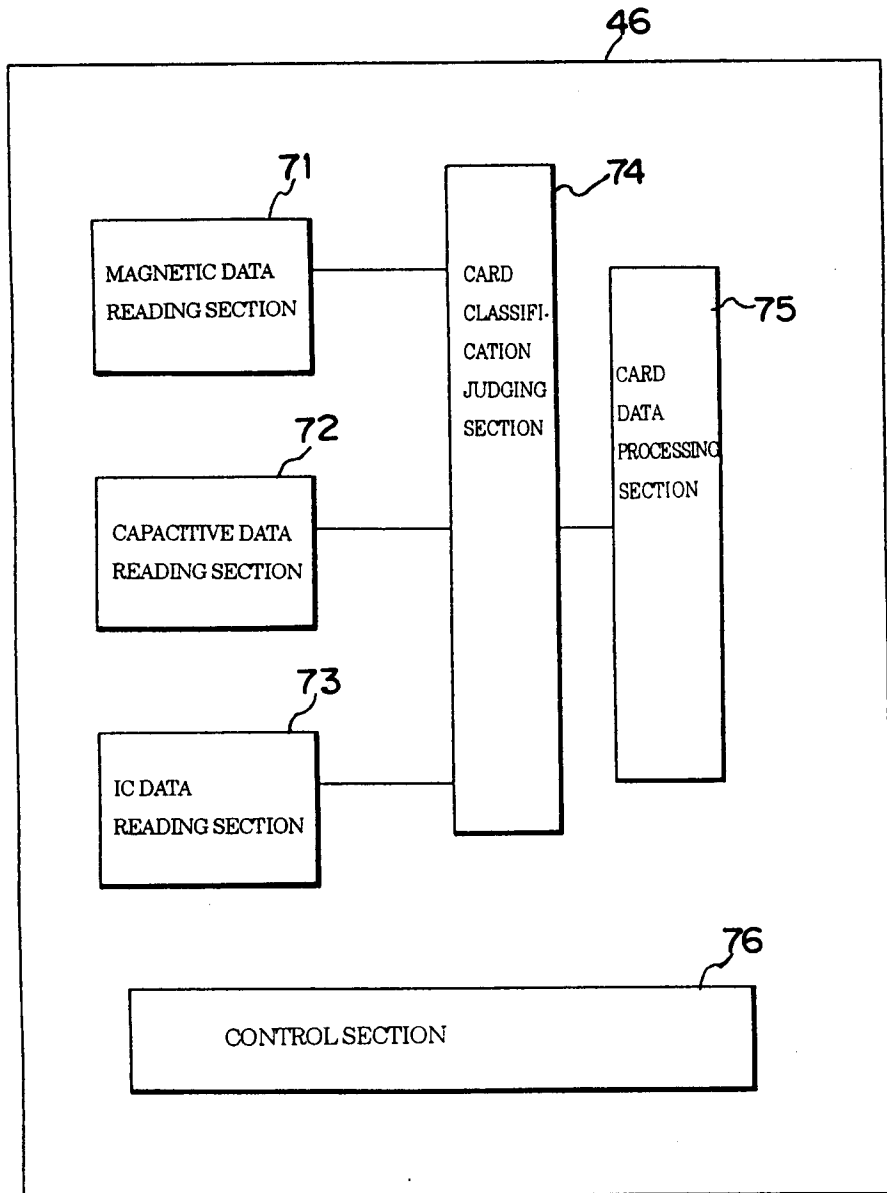 46
71
MAGNETIC DATA
READING SECTION
72
CAPACITIVE DATA
READING SECTION
73
IC DATA
READING SECTION
74
CARD
CLASSIFI-
CATION
JUDGING
SECTION
75
CARD
DATA
PROCESSING
SECTION
76
CONTROL SECTION